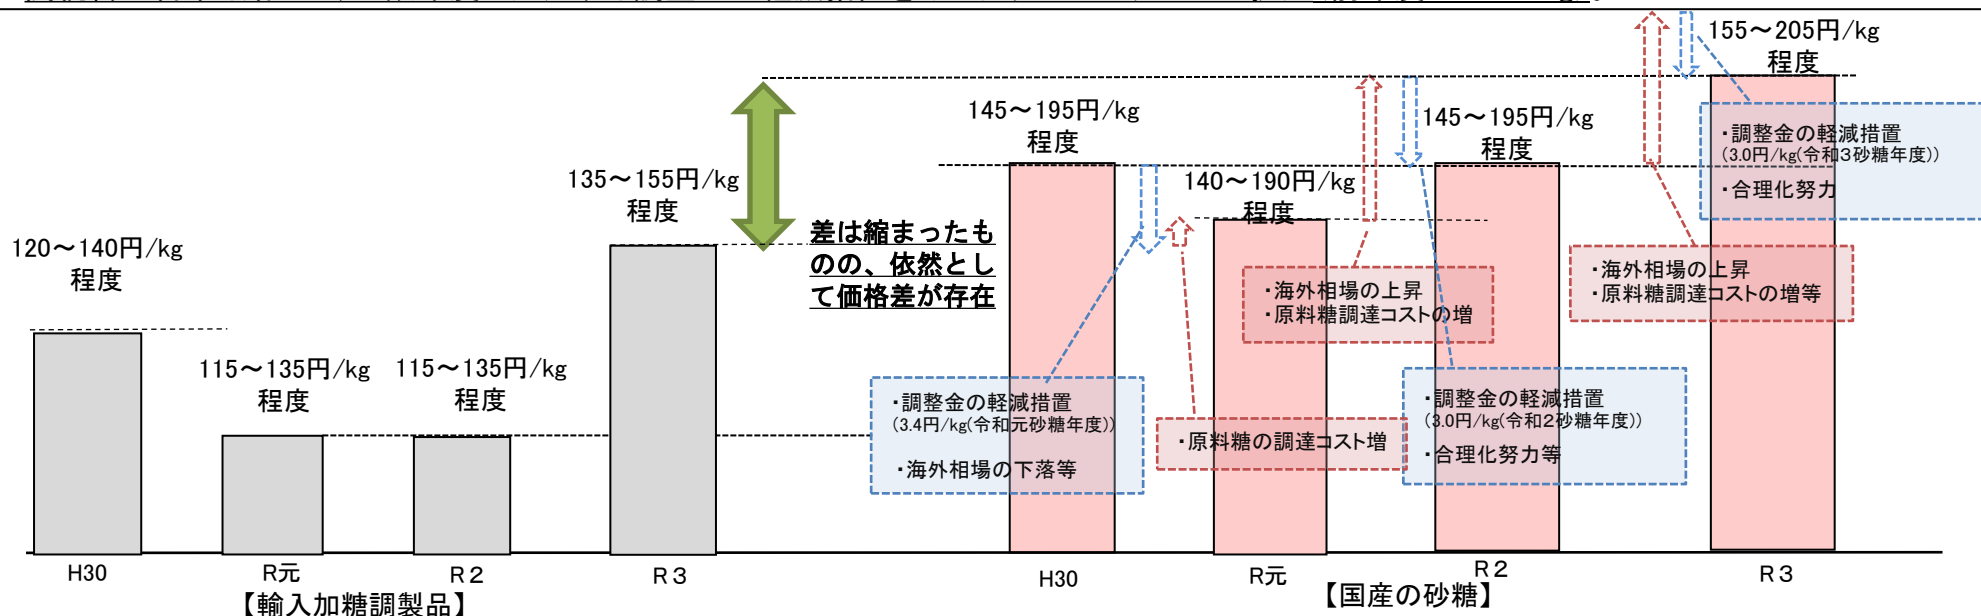 120～140円/kg
程度
115～135円/kg
程度
115～135円/kg
程度
135～155円/kg
程度
差は縮まったも
のの、依然とし
て価格差が存在
H30
R元
R２
R３
【輸入加糖調製品】
145～195円/kg
程度
140～190円/kg
程度
145～195円/kg
程度
155～205円/kg
程度
・調整金の軽減措置
(3.4円/kg(令和元砂糖年度))
・海外相場の下落等
・原料糖の調達コスト増
・海外相場の上昇
・原料糖調達コストの増
・調整金の軽減措置
(3.0円/kg(令和２砂糖年度))
・合理化努力等
・海外相場の上昇
・原料糖調達コストの増等
・調整金の軽減措置
(3.0円/kg(令和３砂糖年度))
・合理化努力
H30
R元
R２
R３
【国産の砂糖】